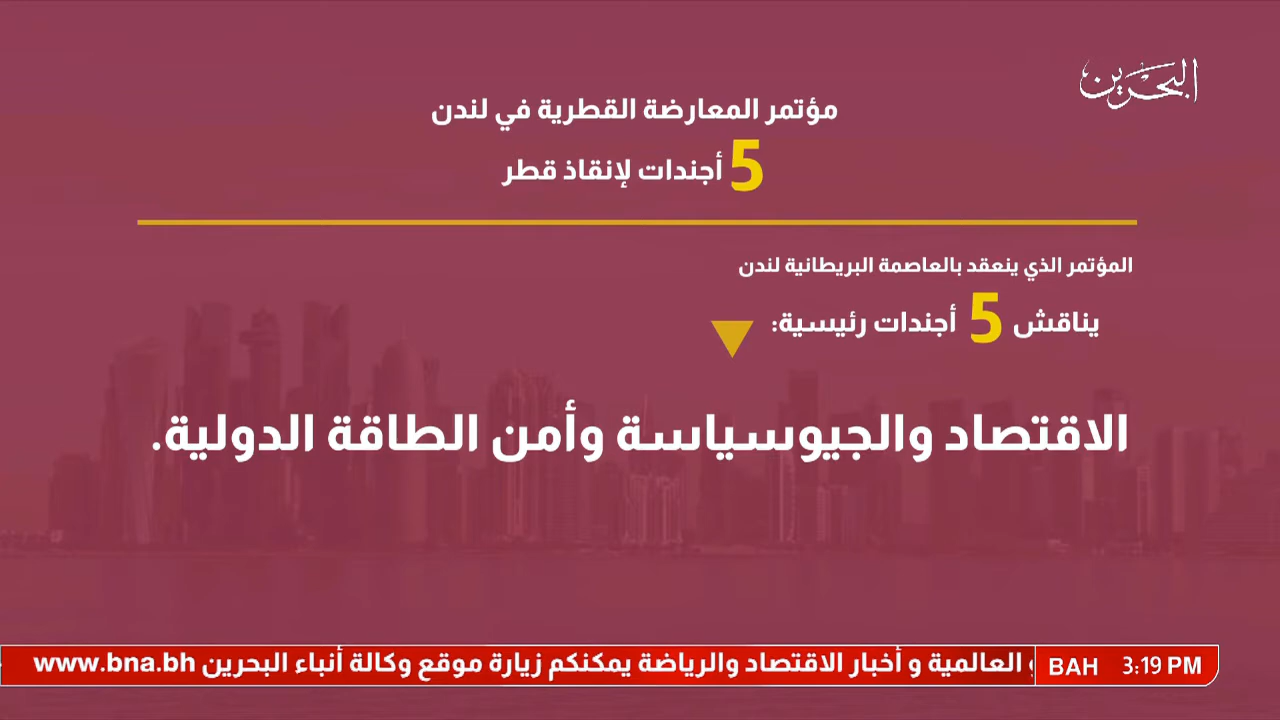 البحرين
مؤتمر المعارضة القطرية في لندن
5 أجندات لإنقاذ قطر
المؤتمر الذي ينعقد بالعاصمة البريطانية لندن
يناقش 5 أجندات رئيسية:
الاقتصاد والجيوسياسة وأمن الطاقة الدولية.
و العالمية و أخبار الاقتصاد والرياضة يمكنكم زيارة موقع وكالة أنباء البحرين www.bna.bh
BAH 3:19 PM